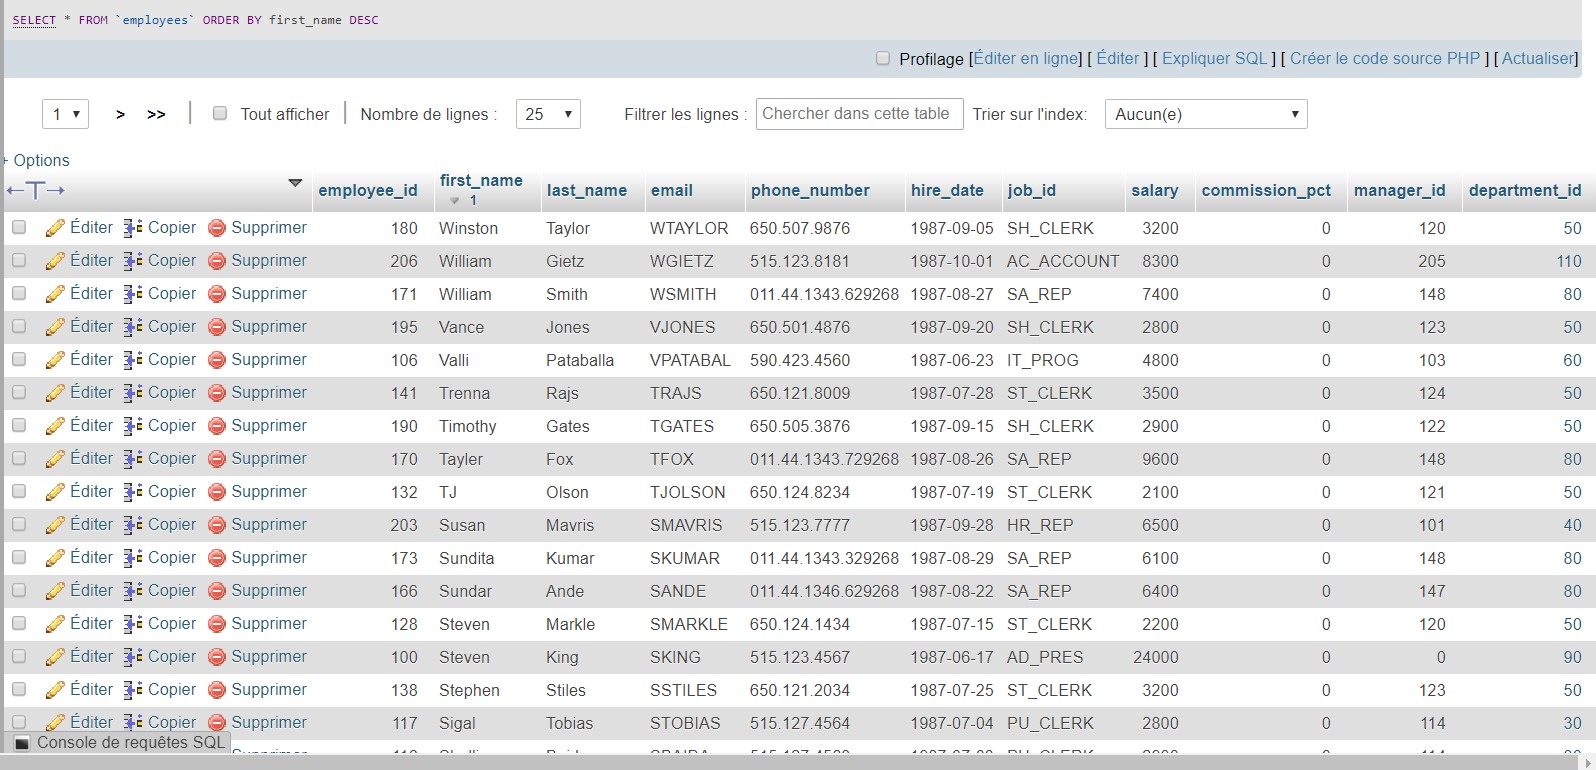 SELECT * FROM `employees` ORDER BY first_name DESC
Profilage [Éditer en ligne] [ Éditer ] [ Expliquer SQL ] [ Créer le code source PHP ] [ Actualiser]
1 > >> Tout afficher Nombre de lignes : 25 Filtrer les lignes : Chercher dans cette table Trier sur l'index: Aucun(e)
+ Options
employee_id first_name 1 last_name email phone_number hire_date job_id salary commission_pct manager_id department_id
Éditer Copier Supprimer 180 Winston Taylor WTAYLOR 650.507.9876 1987-09-05 SH_CLERK 3200 0 120 50
Éditer Copier Supprimer 206 William Gietz WGIETZ 515.123.8181 1987-10-01 AC_ACCOUNT 8300 0 205 110
Éditer Copier Supprimer 171 William Smith WSMITH 011.44.1343.629268 1987-08-27 SA_REP 7400 0 148 80
Éditer Copier Supprimer 195 Vance Jones VJONES 650.501.4876 1987-09-20 SH_CLERK 2800 0 123 50
Éditer Copier Supprimer 106 Valli Pataballa VPATABAL 590.423.4560 1987-06-23 IT_PROG 4800 0 103 60
Éditer Copier Supprimer 141 Trenna Rajs TRAJS 650.121.8009 1987-07-28 ST_CLERK 3500 0 124 50
Éditer Copier Supprimer 190 Timothy Gates TGATES 650.505.3876 1987-09-15 SH_CLERK 2900 0 122 50
Éditer Copier Supprimer 170 Tayler Fox TFOX 011.44.1343.729268 1987-08-26 SA_REP 9600 0 148 80
Éditer Copier Supprimer 132 TJ Olson TJOLSON 650.124.8234 1987-07-19 ST_CLERK 2100 0 121 50
Éditer Copier Supprimer 203 Susan Mavris SMAVRIS 515.123.7777 1987-09-28 HR_REP 6500 0 101 40
Éditer Copier Supprimer 173 Sundita Kumar SKUMAR 011.44.1343.329268 1987-08-29 SA_REP 6100 0 148 80
Éditer Copier Supprimer 166 Sundar Ande SANDE 011.44.1346.629268 1987-08-22 SA_REP 6400 0 147 80
Éditer Copier Supprimer 128 Steven Markle SMARKLE 650.124.1434 1987-07-15 ST_CLERK 2200 0 120 50
Éditer Copier Supprimer 100 Steven King SKING 515.123.4567 1987-06-17 AD_PRES 24000 0 0 90
Éditer Copier Supprimer 138 Stephen Stiles SSTILES 650.121.2034 1987-07-25 ST_CLERK 3200 0 123 50
Éditer Copier Supprimer 117 Sigal Tobias STOBIAS 515.127.4564 1987-07-04 PU_CLERK 2800 0 114 30
Console de requêtes SQL